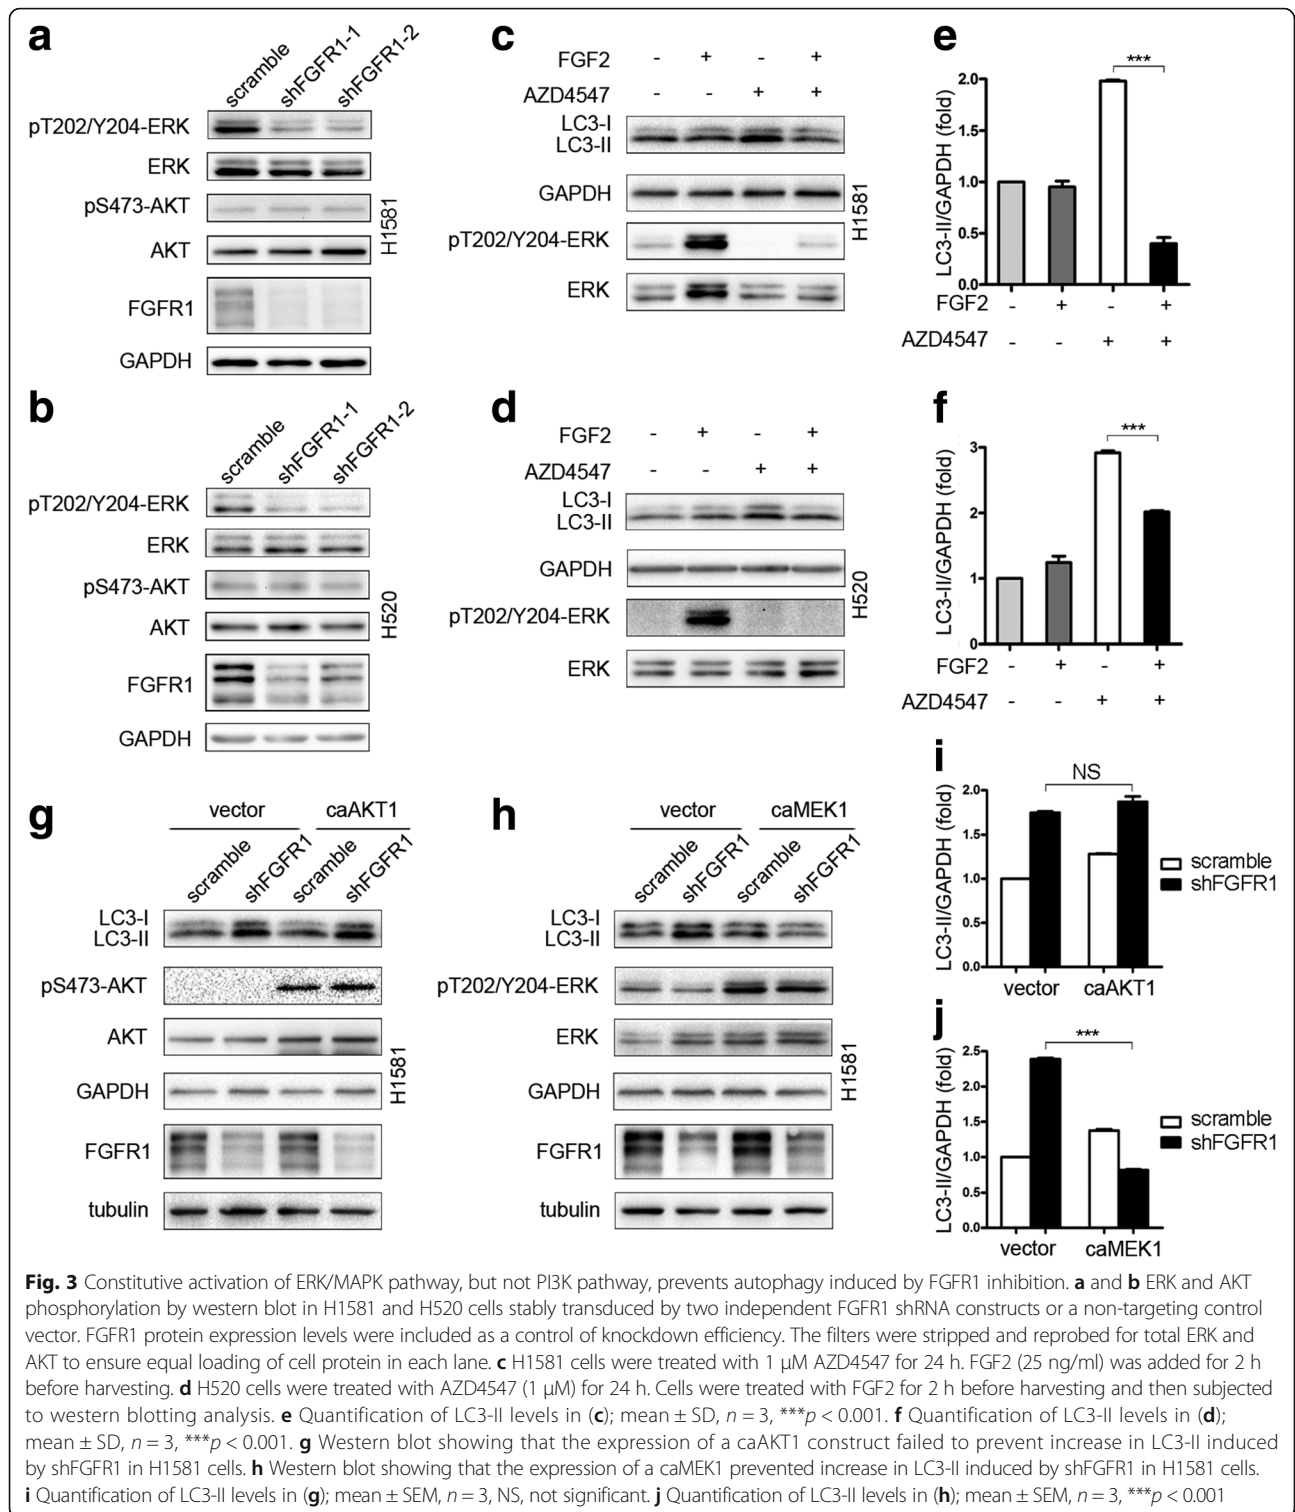 a
scramble
shFGFR1-1
shFGFR1-2
pT202/Y204-ERK
ERK
pS473-AKT
AKT
FGFR1
GAPDH
H1581
b
scramble
shFGFR1-1
shFGFR1-2
pT202/Y204-ERK
ERK
pS473-AKT
AKT
FGFR1
GAPDH
H520
c
FGF2 - + - +
AZD4547 - - + +
LC3-I
LC3-II
GAPDH
pT202/Y204-ERK
ERK
H1581
d
FGF2 - + - +
AZD4547 - - + +
LC3-I
LC3-II
GAPDH
pT202/Y204-ERK
ERK
H520
e
***
LC3-II/GAPDH (fold)
2.0
1.5
1.0
0.5
0.0
FGF2 - + - +
AZD4547 - - + +
f
***
LC3-II/GAPDH (fold)
3
2
1
0
FGF2 - + - +
AZD4547 - - + +
g
vector caAKT1
scramble shFGFR1 scramble shFGFR1
LC3-I
LC3-II
pS473-AKT
AKT
GAPDH
FGFR1
tubulin
H1581
h
vector caMEK1
scramble shFGFR1 scramble shFGFR1
LC3-I
LC3-II
pT202/Y204-ERK
ERK
GAPDH
FGFR1
tubulin
H1581
i
NS
LC3-II/GAPDH (fold)
2.0
1.5
1.0
0.5
0.0
vector caAKT1
scramble
shFGFR1
j
***
LC3-II/GAPDH (fold)
2.5
2.0
1.5
1.0
0.5
0.0
vector caMEK1
scramble
shFGFR1
Fig. 3 Constitutive activation of ERK/MAPK pathway, but not PI3K pathway, prevents autophagy induced by FGFR1 inhibition. a and b ERK and AKT
phosphorylation by western blot in H1581 and H520 cells stably transduced by two independent FGFR1 shRNA constructs or a non-targeting control
vector. FGFR1 protein expression levels were included as a control of knockdown efficiency. The filters were stripped and reprobed for total ERK and
AKT to ensure equal loading of cell protein in each lane. c H1581 cells were treated with 1 μM AZD4547 for 24 h. FGF2 (25 ng/ml) was added for 2 h
before harvesting. d H520 cells were treated with AZD4547 (1 μM) for 24 h. Cells were treated with FGF2 for 2 h before harvesting and then subjected
to western blotting analysis. e Quantification of LC3-II levels in (c); mean ± SD, n = 3, ***p < 0.001. f Quantification of LC3-II levels in (d);
mean ± SD, n = 3, ***p < 0.001. g Western blot showing that the expression of a caAKT1 construct failed to prevent increase in LC3-II induced
by shFGFR1 in H1581 cells. h Western blot showing that the expression of a caMEK1 prevented increase in LC3-II induced by shFGFR1 in H1581 cells.
i Quantification of LC3-II levels in (g); mean ± SEM, n = 3, NS, not significant. j Quantification of LC3-II levels in (h); mean ± SEM, n = 3, ***p < 0.001